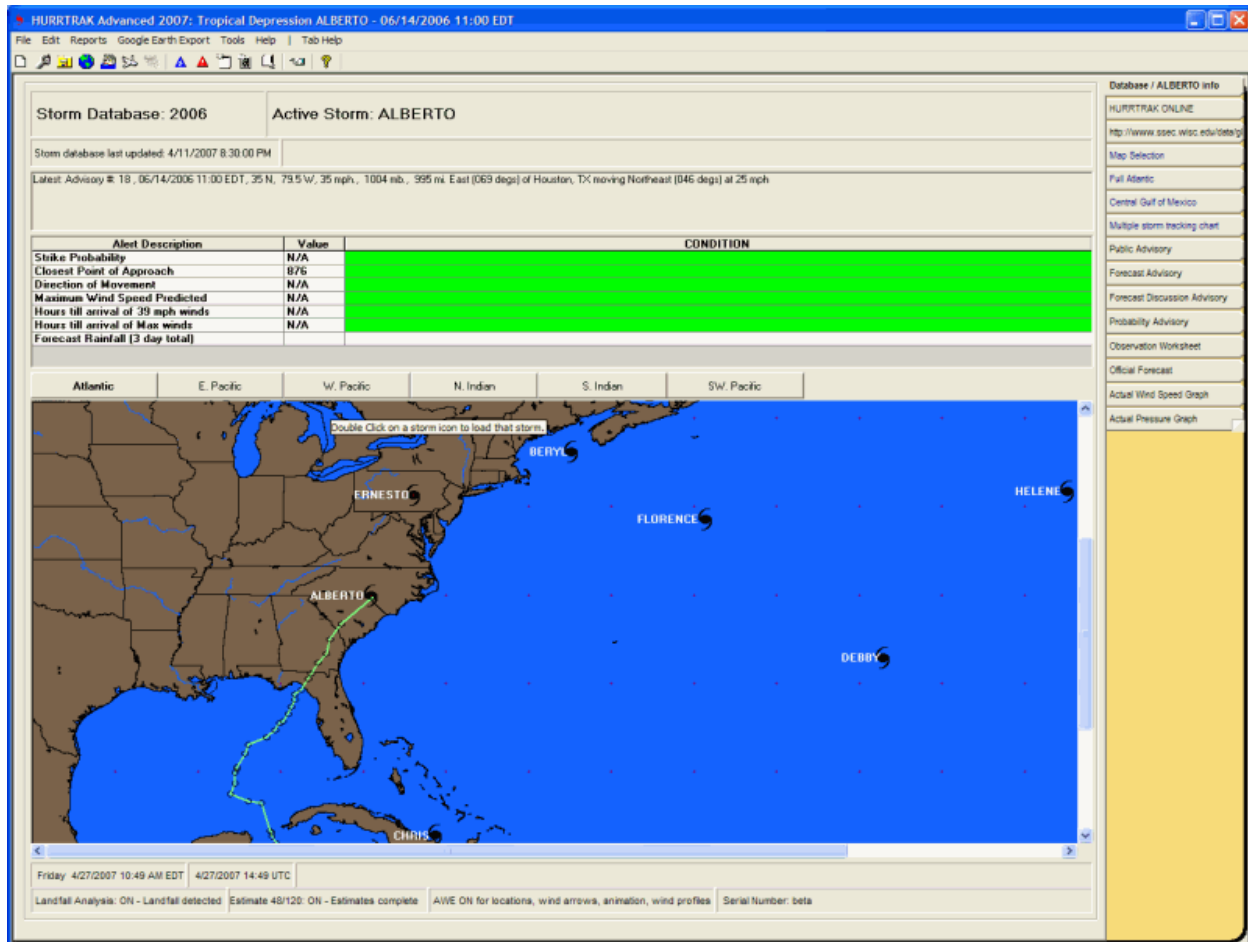 HURRTRAK Advanced 2007: Tropical Depression ALBERTO - 06/14/2006 11:00 EDT
File Edit Reports Google Earth Export Tools Help | Tab Help
Storm Database: 2006 Active Storm: ALBERTO
Storm database last updated: 4/11/2007 8:30:00 PM
Latest Advisory #: 18 , 06/14/2006 11:00 EDT, 35 N, 79.5 W, 35 mph., 1004 mb., 995 mi. East (069 degs) of Houston, TX moving Northeast (046 degs) at 25 mph
Alert Description Value CONDITION
Strike Probability N/A
Closest Point of Approach 876
Direction of Movement N/A
Maximum Wind Speed Predicted N/A
Hours till arrival of 39 mph winds N/A
Hours till arrival of Max winds N/A
Forecast Rainfall (3 day total)
Atlantic E. Pacific W. Pacific N. Indian S. Indian SW. Pacific
Double Click on a storm icon to load that storm.
BERYL
ERNESTO
HELENE
FLORENCE
ALBERTO
DEBBY
CHRIS
Friday 4/27/2007 10:49 AM EDT 4/27/2007 14:49 UTC
Landfall Analysis: ON - Landfall detected Estimate 48/120: ON - Estimates complete AWE ON for locations, wind arrows, animation, wind profiles Serial Number: beta
Database / ALBERTO info
HURRTRAK ONLINE
http://www.ssec.wisc.edu/data/g
Map Selection
Full Atlantic
Central Gulf of Mexico
Multiple storm tracking chart
Public Advisory
Forecast Advisory
Forecast Discussion Advisory
Probability Advisory
Observation Worksheet
Official Forecast
Actual Wind Speed Graph
Actual Pressure Graph